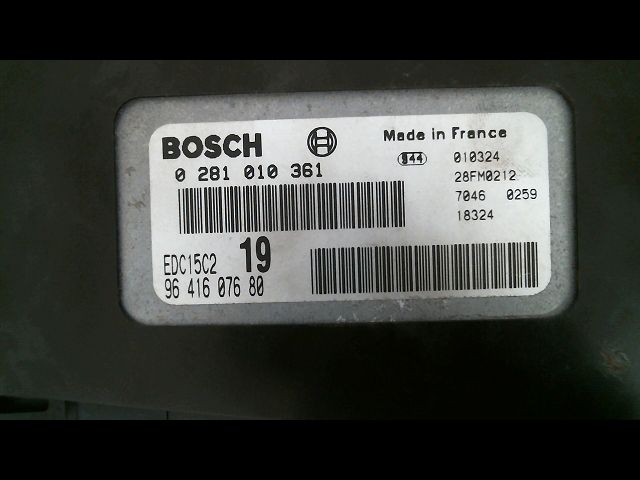 BOSCH
Made in France
0 281 010 361
344 010324
28FM0212
7046 0259
18324
EDC15C2 19
96 416 076 80